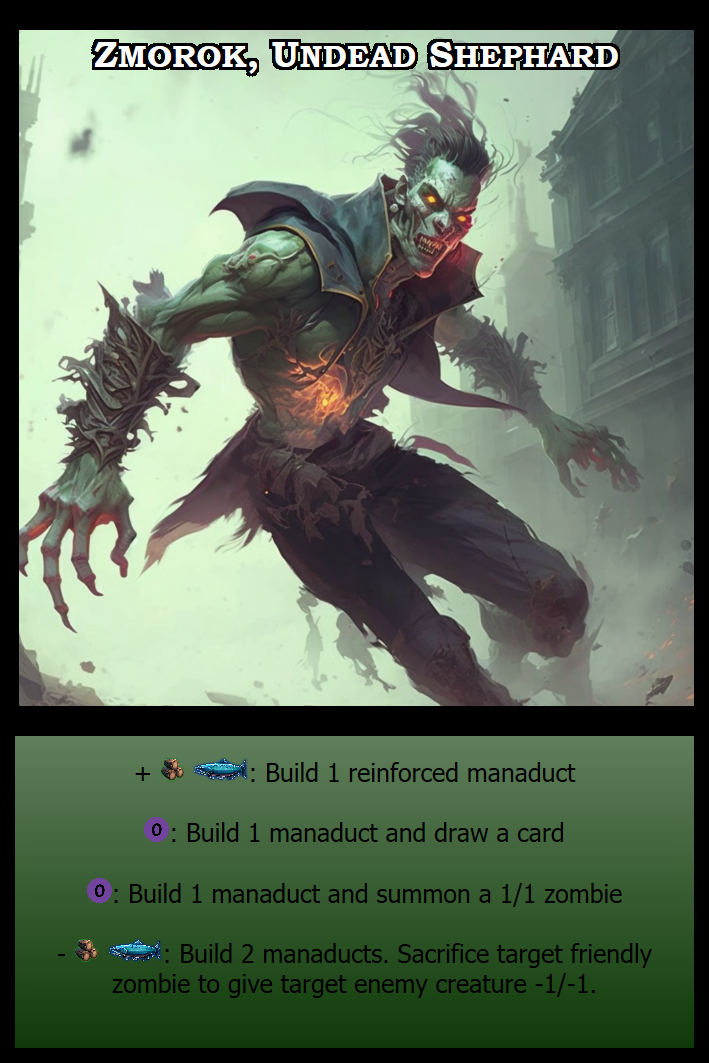 Zmorok, Undead Shephard
+ : Build 1 reinforced manaduct
0: Build 1 manaduct and draw a card
0: Build 1 manaduct and summon a 1/1 zombie
- : Build 2 manaducts. Sacrifice target friendly
zombie to give target enemy creature -1/-1.